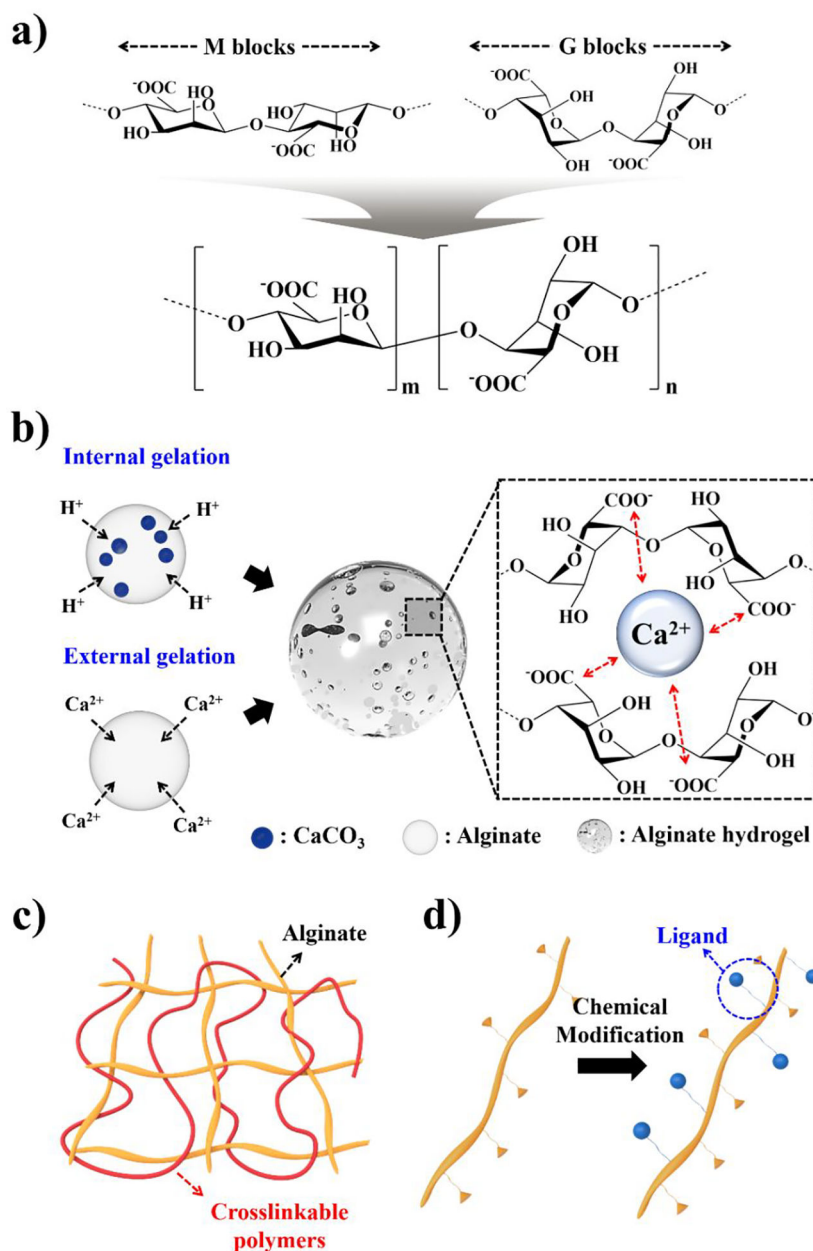 a)
M blocks
G blocks
⁻OOC
HO
O
HO
HO
O
O
HO
O
⁻OOC
HO
O
⁻OOC
OH
O
O
OH
O
OH
O
OH
O
⁻OOC
⁻OOC
HO
O
O
HO
m
O
OH
O
O
OH
⁻OOC
n
b)
Internal gelation
H⁺
H⁺
H⁺
H⁺
External gelation
Ca²⁺
Ca²⁺
Ca²⁺
Ca²⁺
HO
COO⁻
HO
O
O
O
HO
O
HO
O
COO⁻
Ca²⁺
⁻OOC
OH
O
O
OH
O
OH
O
OH
O
⁻OOC
: CaCO₃
: Alginate
: Alginate hydrogel
c)
Alginate
Crosslinkable
polymers
d)
Ligand
Chemical
Modification